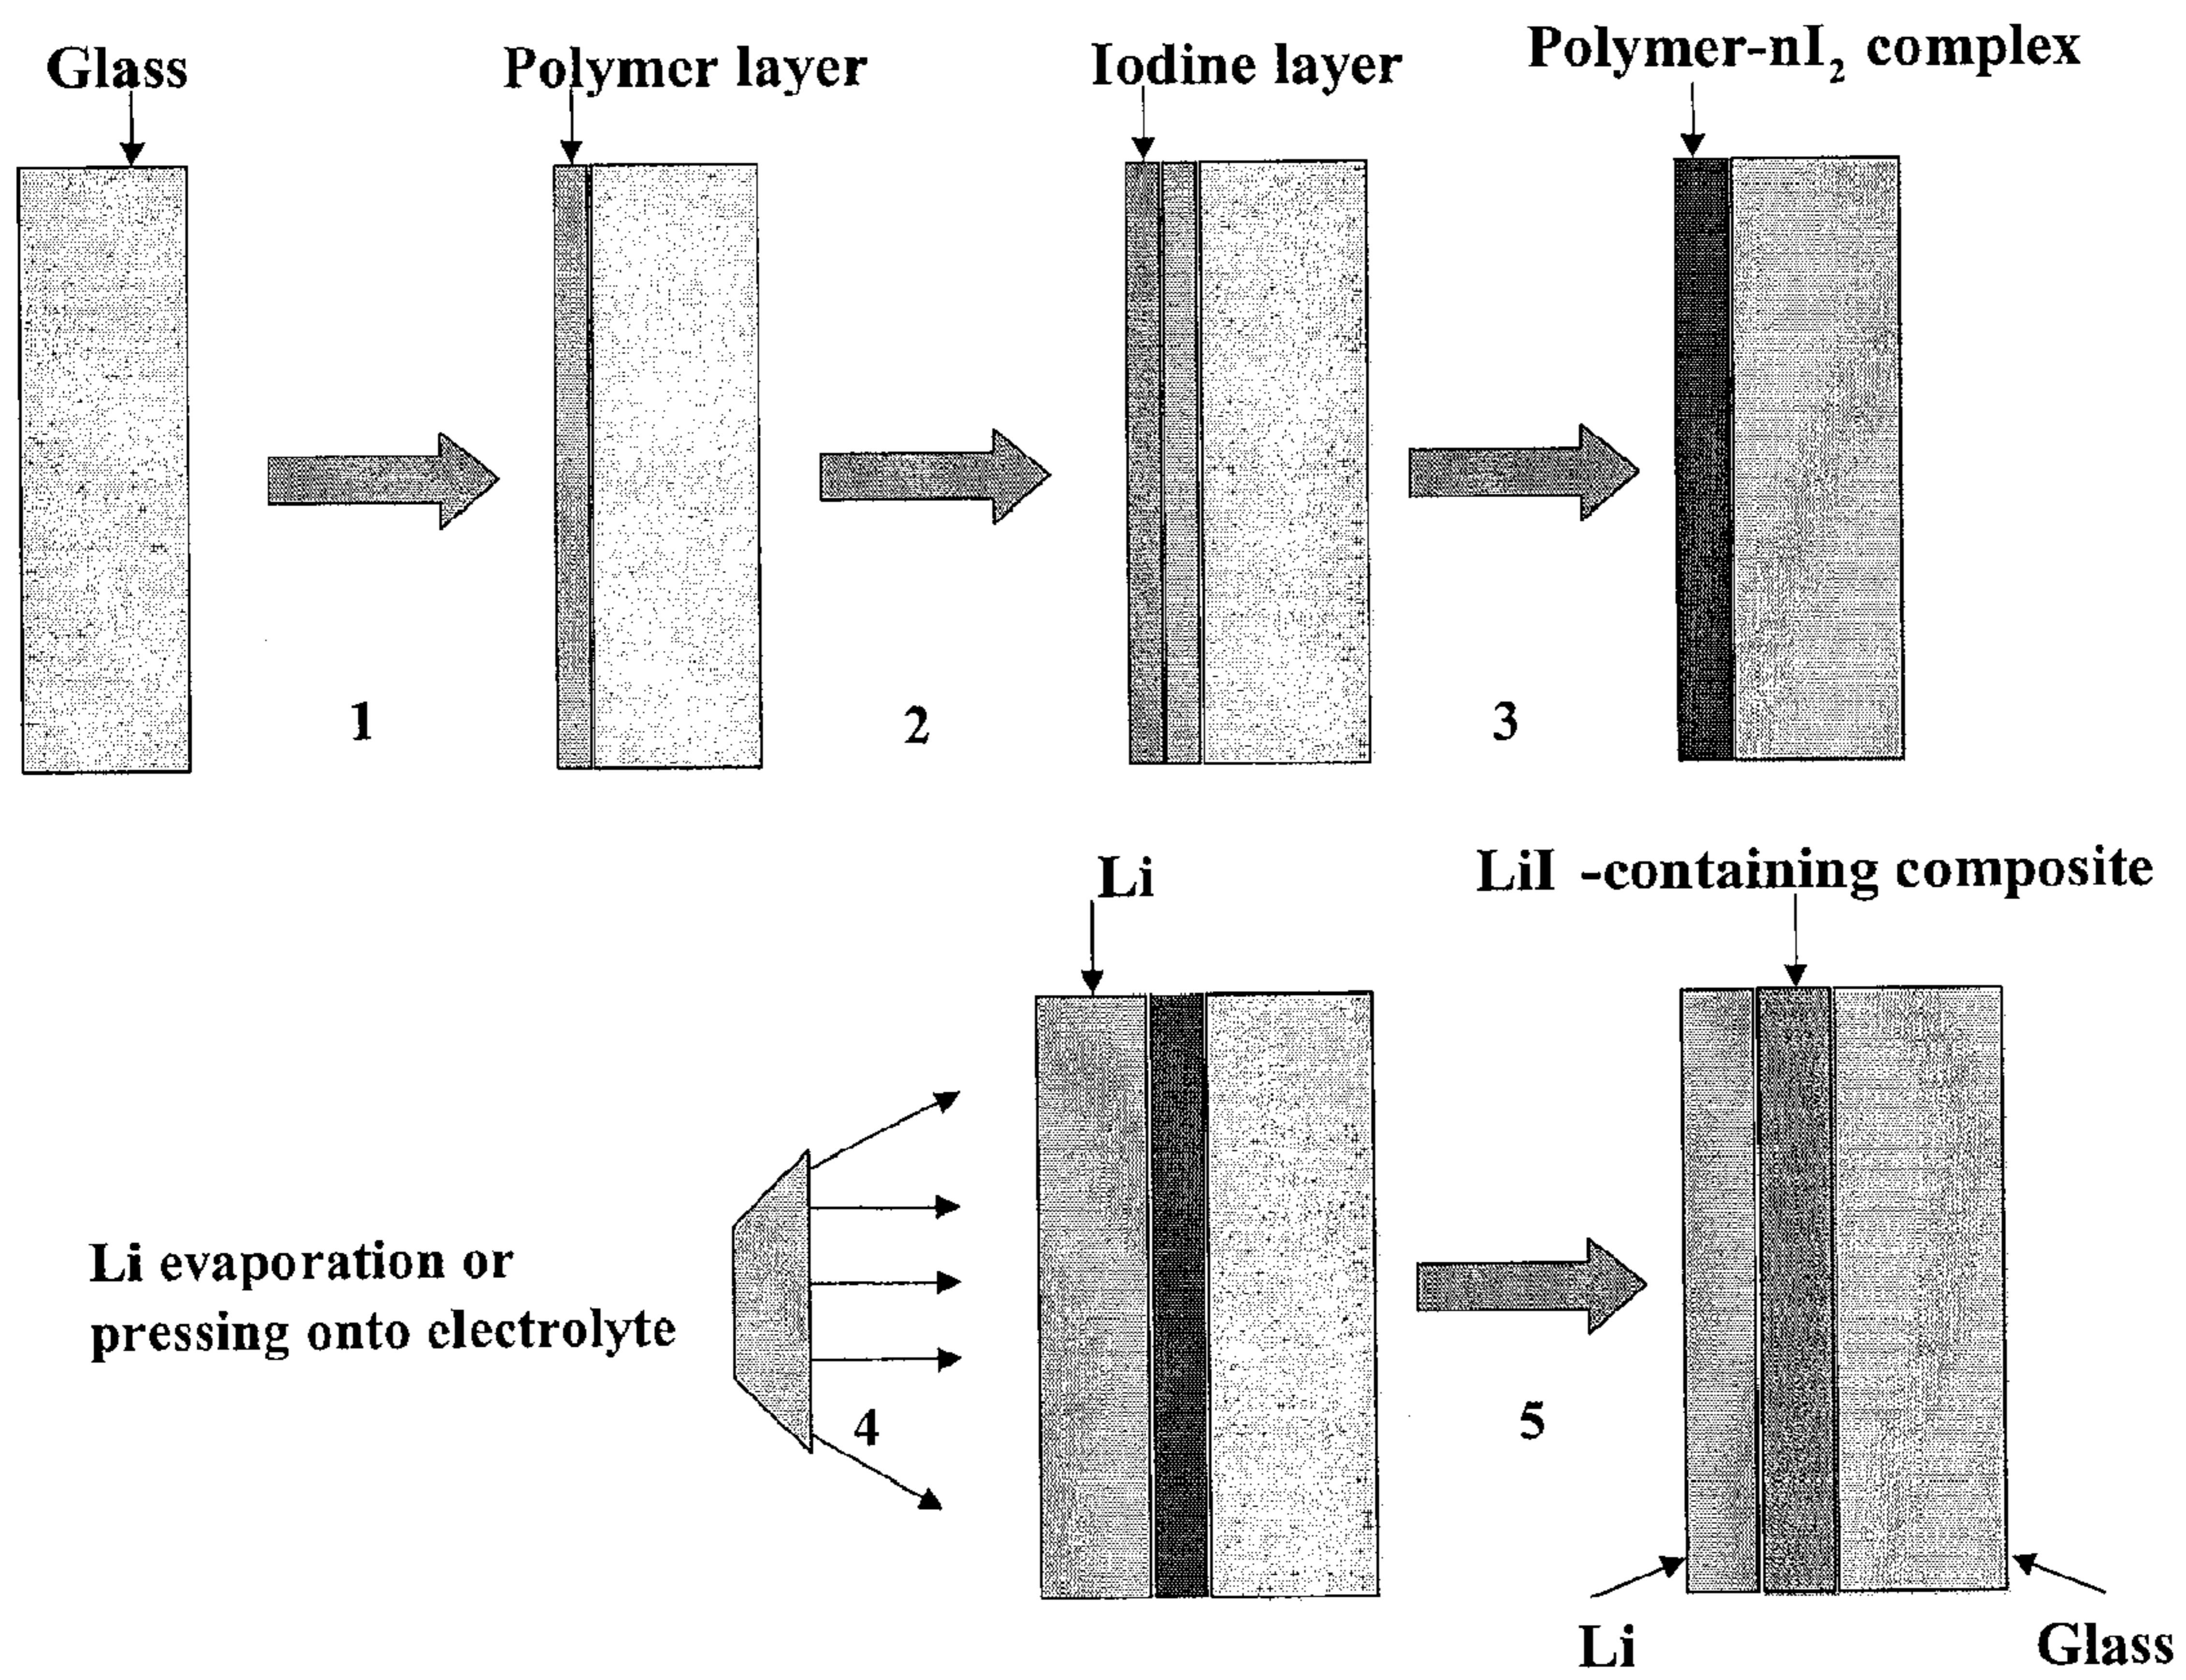 Glass
Polymer layer
Iodine layer
Polymer-nI₂ complex
1
2
3
Li
LiI -containing composite
Li evaporation or
pressing onto electrolyte
4
5
Li
Glass